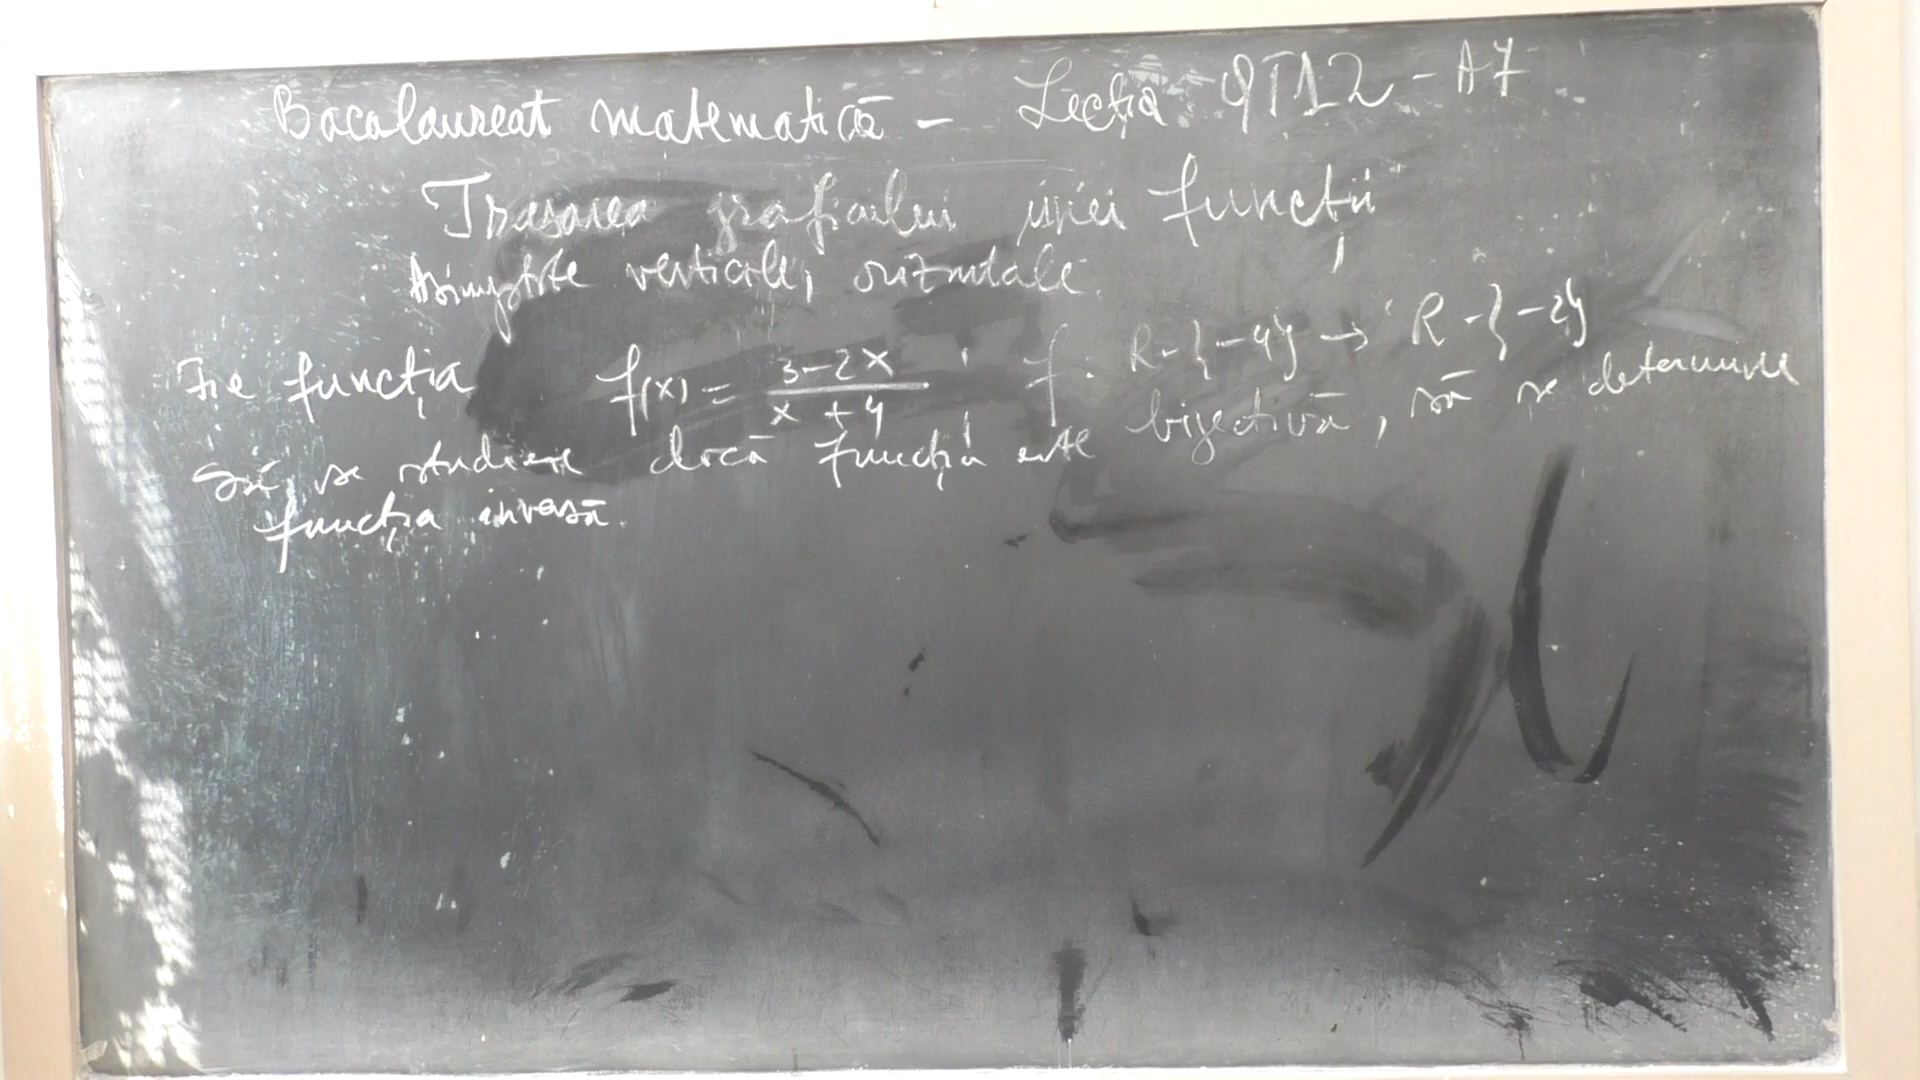 Bacalaureat matematică - Lecția 9T12 - A7
Trasarea graficului unei funcții
Asimptote verticale, orizontale.
Fie funcția f(x) = \frac{3-2x}{x+4}, f: R-{-4} → R-{-2}
Să se studieze dacă funcția este bijectivă, să se determine
funcția inversă.